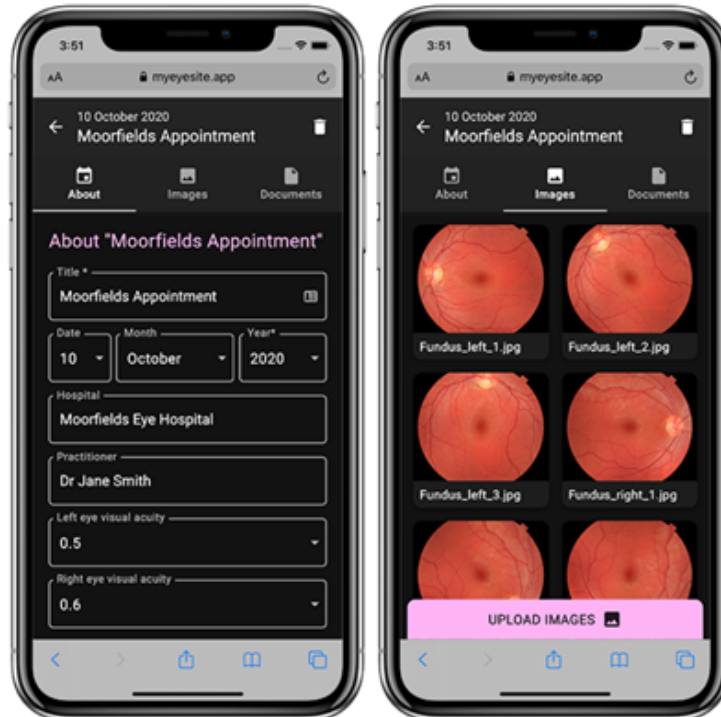 3:51
AA myeyesite.app
10 October 2020
Moorfields Appointment
About Images Documents
About "Moorfields Appointment"
Title *
Moorfields Appointment
Date Month Year*
10 October 2020
Hospital
Moorfields Eye Hospital
Practitioner
Dr Jane Smith
Left eye visual acuity
0.5
Right eye visual acuity
0.6
3:51
AA myeyesite.app
10 October 2020
Moorfields Appointment
About Images Documents
Fundus_left_1.jpg Fundus_left_2.jpg
Fundus_left_3.jpg Fundus_right_1.jpg
UPLOAD IMAGES